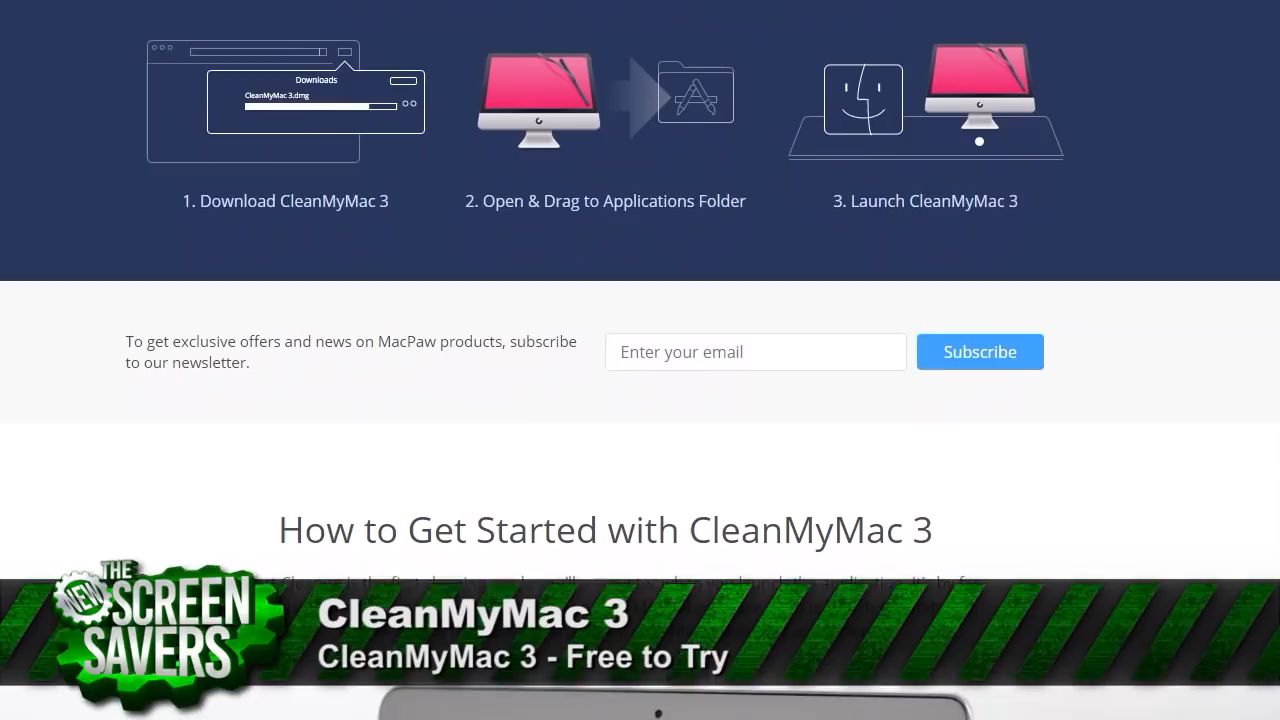 Downloads
CleanMyMac 3.dmg
1. Download CleanMyMac 3
2. Open & Drag to Applications Folder
3. Launch CleanMyMac 3
To get exclusive offers and news on MacPaw products, subscribe
to our newsletter.
Enter your email
Subscribe
How to Get Started with CleanMyMac 3
THE
NEW
SCREEN
SAVERS
CleanMyMac 3
CleanMyMac 3 - Free to Try